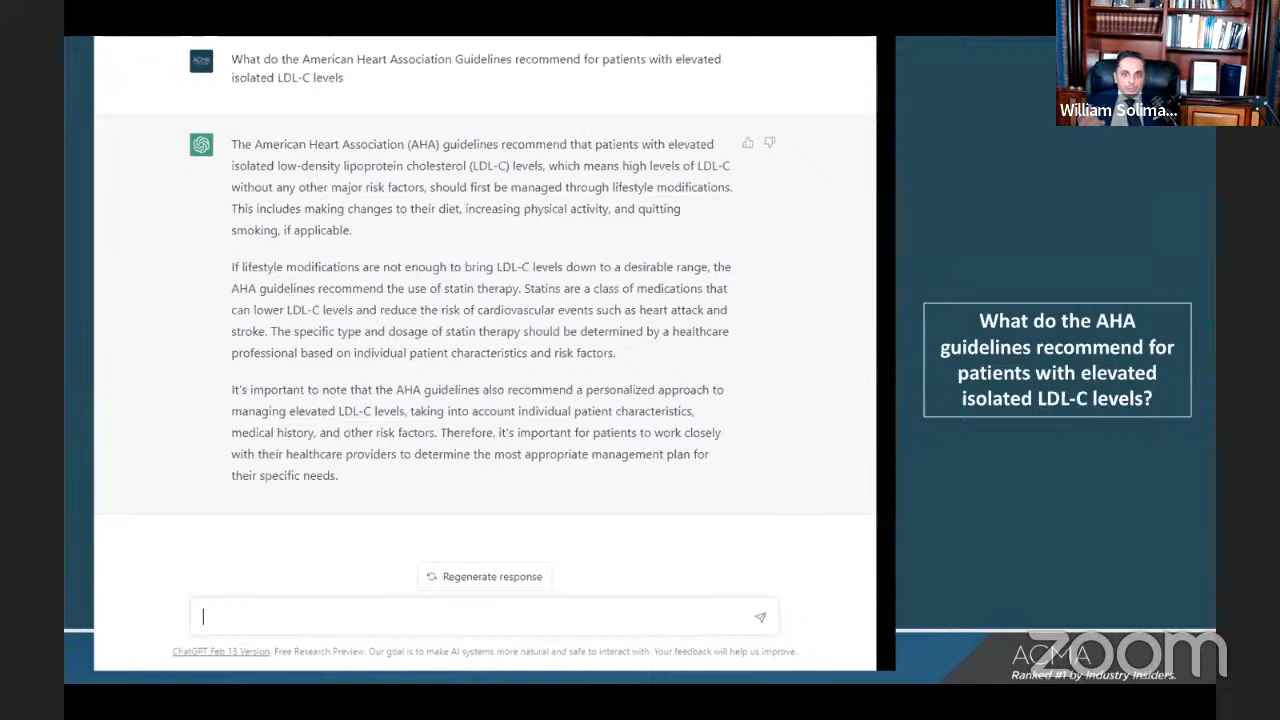 What do the American Heart Association Guidelines recommend for patients with elevated
isolated LDL-C levels
The American Heart Association (AHA) guidelines recommend that patients with elevated
isolated low-density lipoprotein cholesterol (LDL-C) levels, which means high levels of LDL-C
without any other major risk factors, should first be managed through lifestyle modifications.
This includes making changes to their diet, increasing physical activity, and quitting
smoking, if applicable.
If lifestyle modifications are not enough to bring LDL-C levels down to a desirable range, the
AHA guidelines recommend the use of statin therapy. Statins are a class of medications that
can lower LDL-C levels and reduce the risk of cardiovascular events such as heart attack and
stroke. The specific type and dosage of statin therapy should be determined by a healthcare
professional based on individual patient characteristics and risk factors.
It's important to note that the AHA guidelines also recommend a personalized approach to
managing elevated LDL-C levels, taking into account individual patient characteristics,
medical history, and other risk factors. Therefore, it's important for patients to work closely
with their healthcare providers to determine the most appropriate management plan for
their specific needs.
Regenerate response
ChatGPT Feb 13 Version. Free Research Preview. Our goal is to make AI systems more natural and safe to interact with. Your feedback will help us improve.
William Solima...
What do the AHA
guidelines recommend for
patients with elevated
isolated LDL-C levels?
ACMA
zoom
Ranked #1 by Industry Insiders.